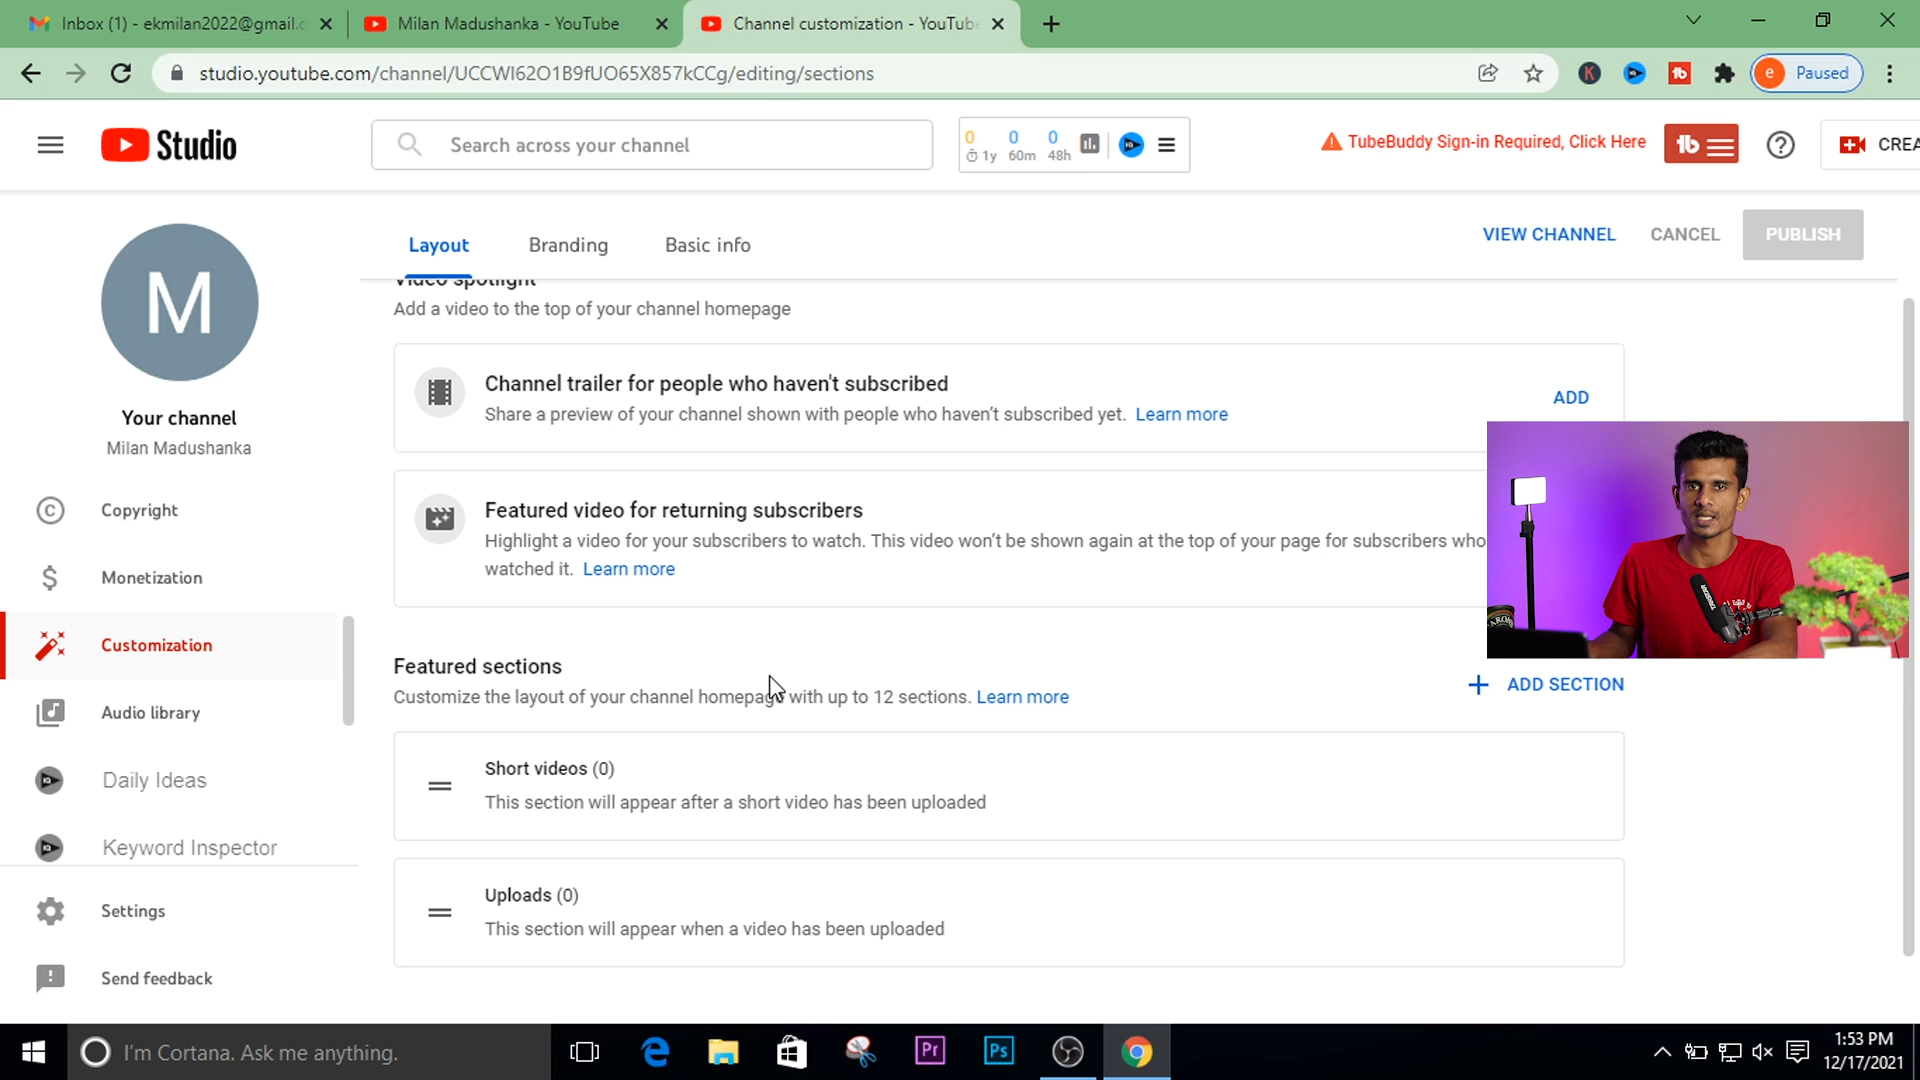 Inbox (1) - ekmilan2022@gmail.c
Milan Madushanka - YouTube
Channel customization - YouTube
studio.youtube.com/channel/UCCWI62O1B9fUO65X857kCCg/editing/sections
K
e Paused
Studio
Search across your channel
0 0 0
1y 60m 48h
TubeBuddy Sign-in Required, Click Here
tb
?
CREA
M
Your channel
Milan Madushanka
Copyright
Monetization
Customization
Audio library
Daily Ideas
Keyword Inspector
Settings
Send feedback
Layout
Branding
Basic info
VIEW CHANNEL
CANCEL
PUBLISH
Video spotlight
Add a video to the top of your channel homepage
Channel trailer for people who haven't subscribed
Share a preview of your channel shown with people who haven't subscribed yet. Learn more
ADD
Featured video for returning subscribers
Highlight a video for your subscribers to watch. This video won't be shown again at the top of your page for subscribers who
watched it. Learn more
Featured sections
Customize the layout of your channel homepage with up to 12 sections. Learn more
+ ADD SECTION
Short videos (0)
This section will appear after a short video has been uploaded
Uploads (0)
This section will appear when a video has been uploaded
I'm Cortana. Ask me anything.
Pr
Ps
1:53 PM
12/17/2021